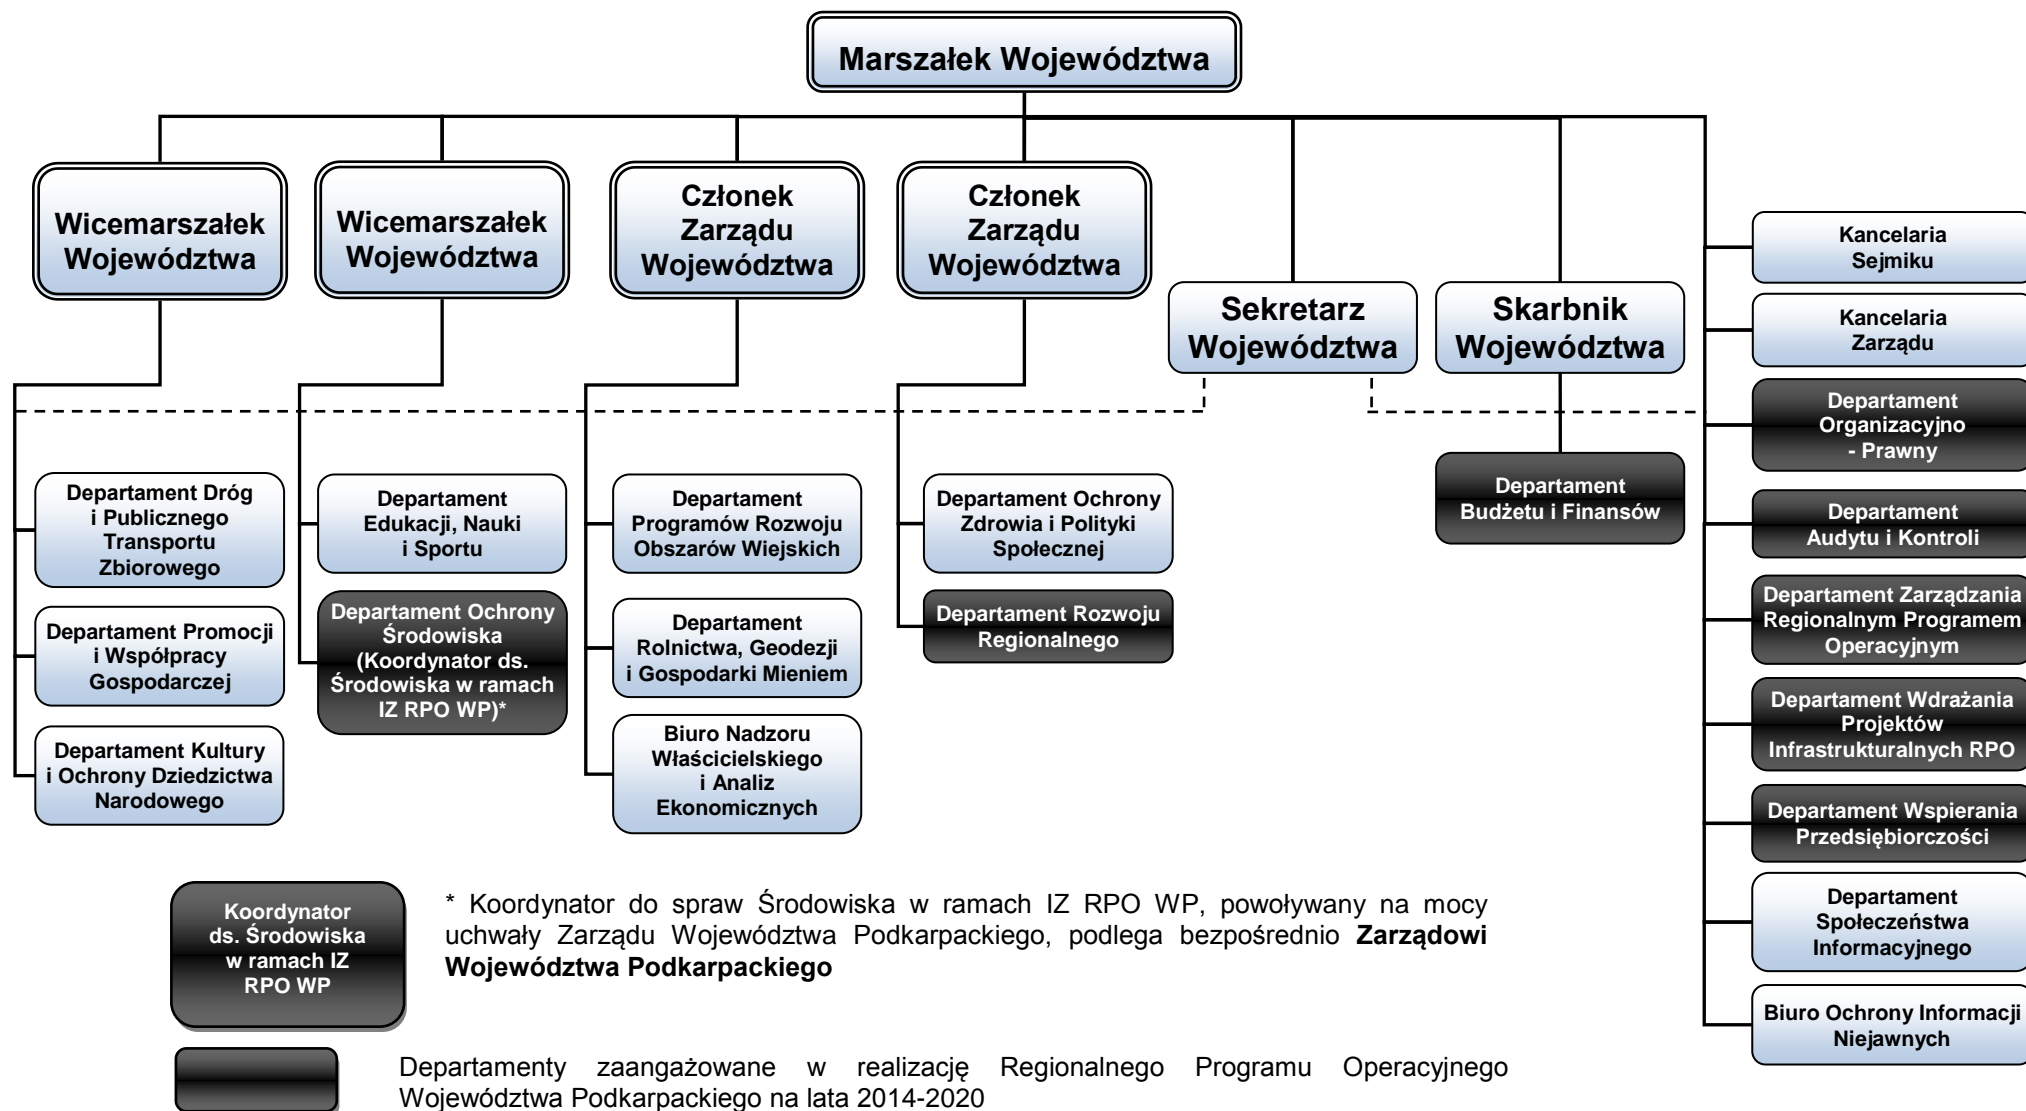 Marszałek Województwa
Wicemarszałek
Województwa
Wicemarszałek
Województwa
Członek
Zarządu
Województwa
Członek
Zarządu
Województwa
Sekretarz
Województwa
Skarbnik
Województwa
Departament Dróg
i Publicznego
Transportu
Zbiorowego
Departament Promocji
i Współpracy
Gospodarczej
Departament Kultury
i Ochrony Dziedzictwa
Narodowego
Departament
Edukacji, Nauki
i Sportu
Departament Ochrony
Środowiska
(Koordynator ds.
Środowiska w ramach
IZ RPO WP)*
Departament
Programów Rozwoju
Obszarów Wiejskich
Departament
Rolnictwa, Geodezji
i Gospodarki Mieniem
Biuro Nadzoru
Właścicielskiego
i Analiz
Ekonomicznych
Departament Ochrony
Zdrowia i Polityki
Społecznej
Departament Rozwoju
Regionalnego
Departament
Budżetu i Finansów
Kancelaria
Sejmiku
Kancelaria
Zarządu
Departament
Organizacyjno
- Prawny
Departament
Audytu i Kontroli
Departament Zarządzania
Regionalnym Programem
Operacyjnym
Departament Wdrażania
Projektów
Infrastrukturalnych RPO
Departament Wspierania
Przedsiębiorczości
Departament
Społeczeństwa
Informacyjnego
Biuro Ochrony Informacji
Niejawnych
Koordynator
ds. Środowiska
w ramach IZ
RPO WP
* Koordynator do spraw Środowiska w ramach IZ RPO WP, powoływany na mocy
uchwały Zarządu Województwa Podkarpackiego, podlega bezpośrednio Zarządowi
Województwa Podkarpackiego
Departamenty zaangażowane w realizację Regionalnego Programu Operacyjnego
Województwa Podkarpackiego na lata 2014-2020